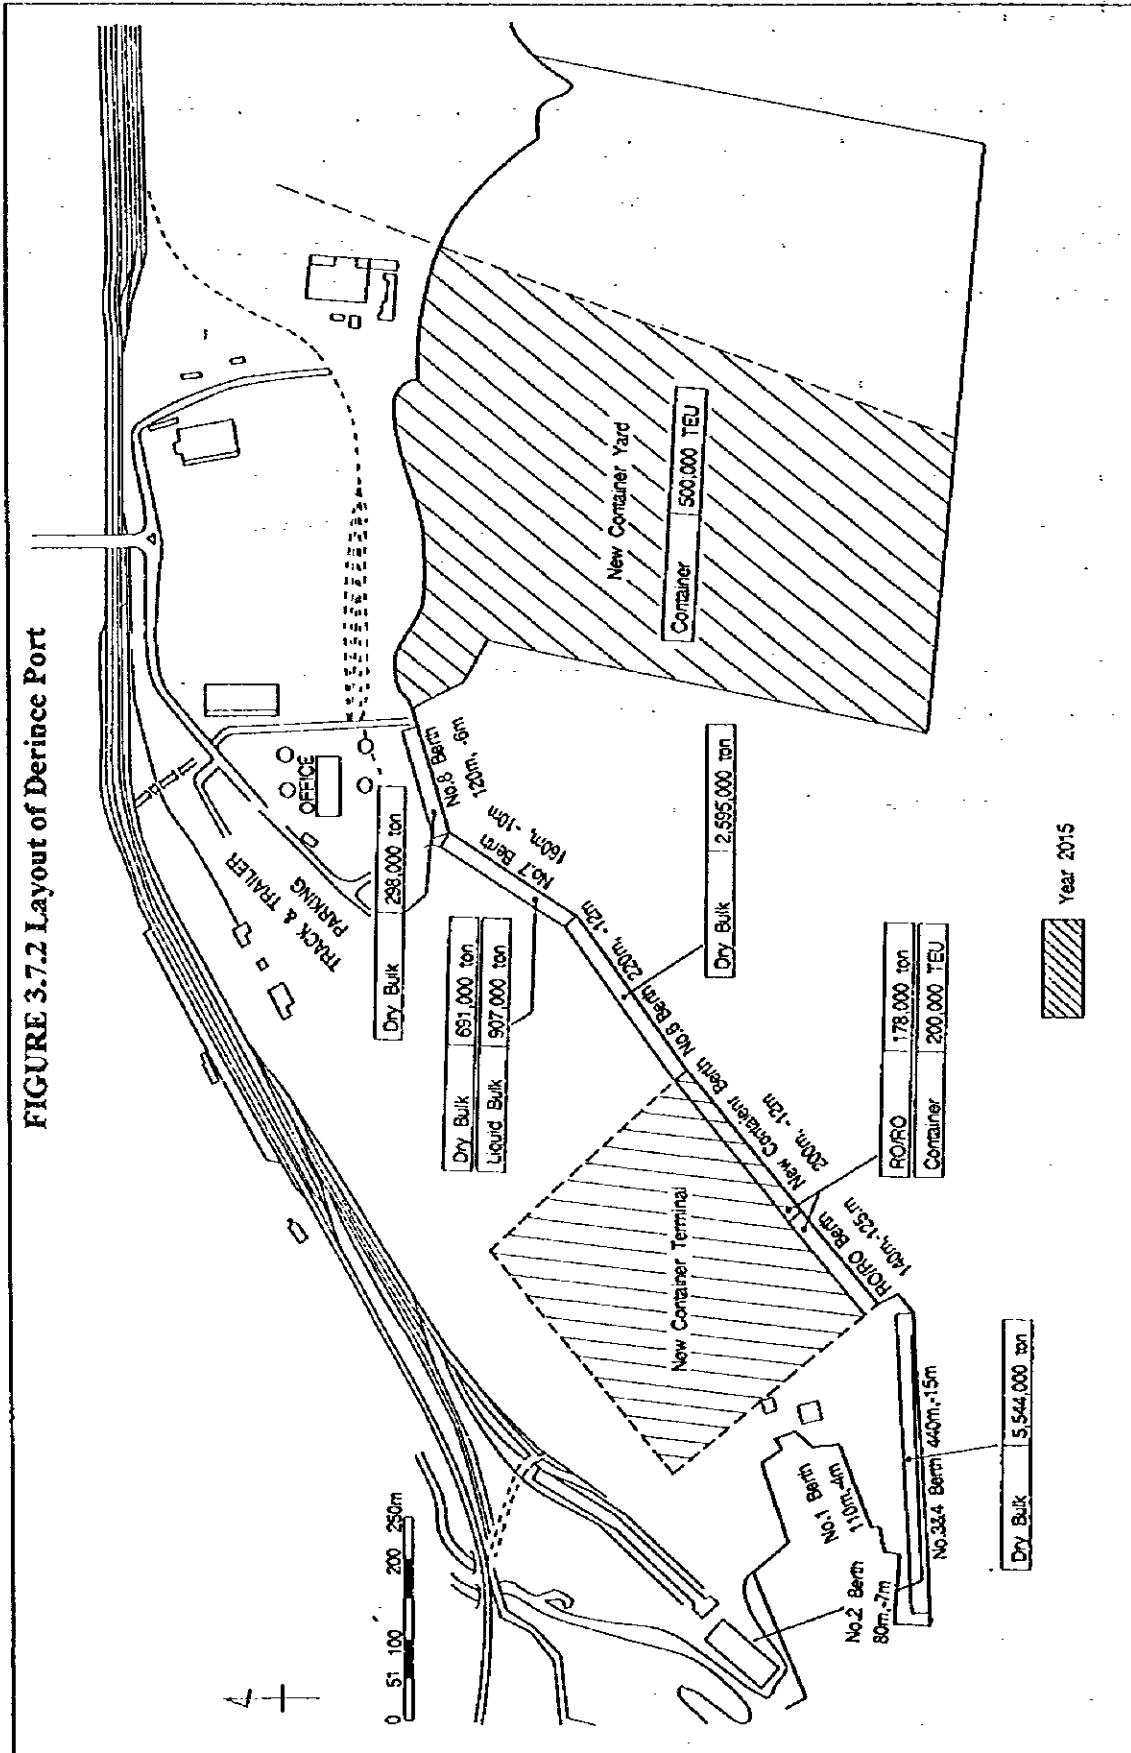 FIGURE 3.7.2 Layout of Derince Port
TRACK & TRAILER
PARKING
OFFICE
Dry Bulk 298,000 ton
No.8 Berth
120m, -6m
No.7 Berth
160m, -10m
Dry Bulk 691,000 ton
Liquid Bulk 907,000 ton
No.6 Berth 220m, -12m
Dry Bulk 2,595,000 ton
New Container Yard
Container 500,000 TEU
New Contaienr Berth
200m, -12m
New Container Terminal
RO/RO Berth
140m,-125.m
RO/RO 178,000 ton
Container 200,000 TEU
No.1 Berth
110m,-4m
No.2 Berth
80m,-7m
No.3&4 Berth 440m,-15m
Dry Bulk 5,544,000 ton
0 51 100 200 250m
Year 2015